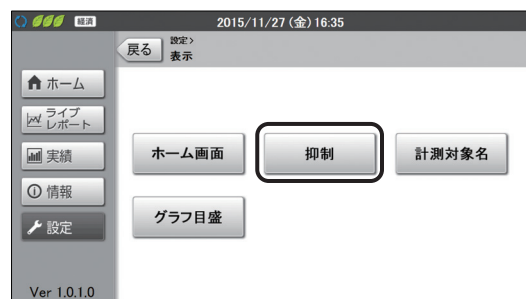 経済 2015/11/27(金)16:35
戻る
設定>
表示
ホーム
ライブ
レポート
実績
情報
設定
ホーム画面
抑制
計測対象名
グラフ目盛
Ver 1.0.1.0